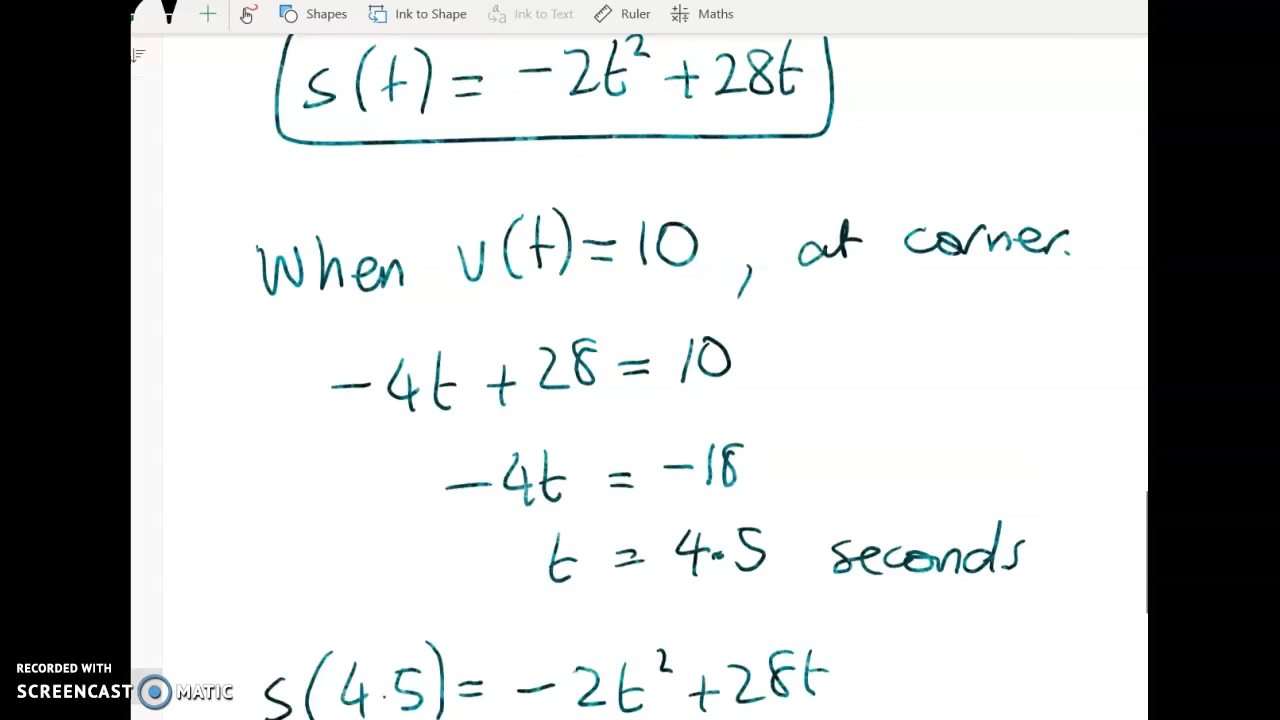 Shapes Ink to Shape Ink to Text Ruler Maths
s(t) = -2t² + 28t
When v(t) = 10, at corner.
-4t + 28 = 10
-4t = -18
t = 4.5 seconds
s(4.5) = -2t² + 28t
RECORDED WITH
SCREENCAST MATIC